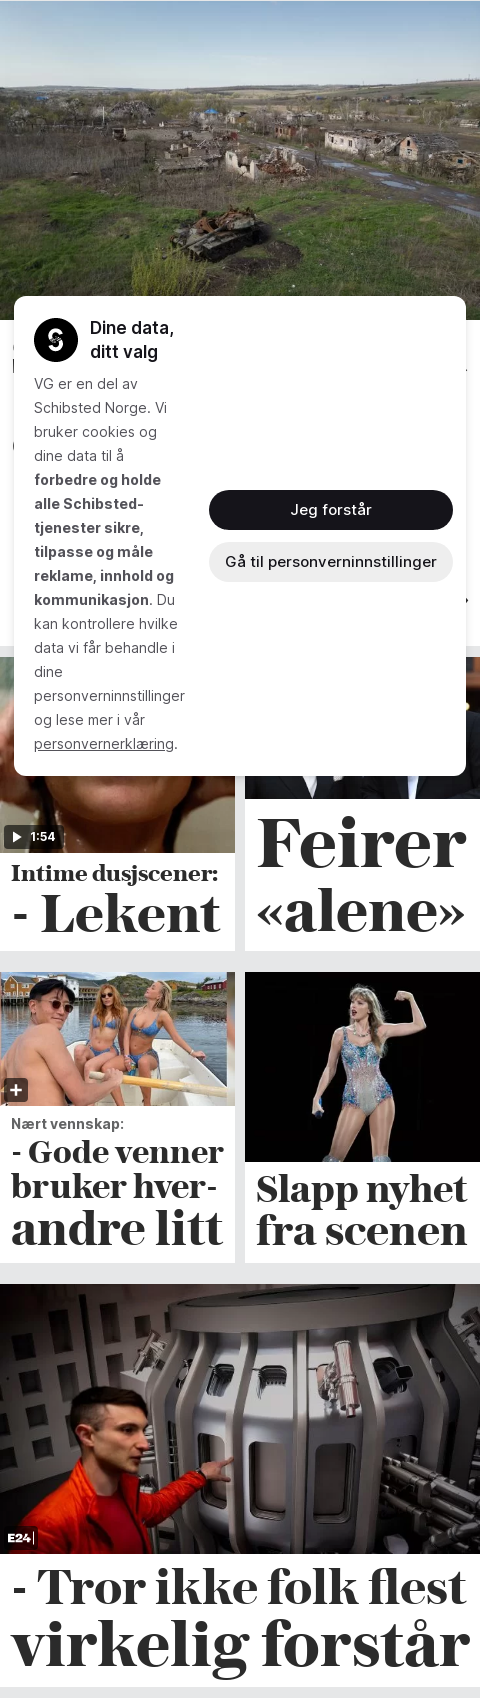 Dine data,
ditt valg
VG er en del av
Schibsted Norge. Vi
bruker cookies og
dine data til å
forbedre og holde
alle Schibsted-
tjenester sikre,
tilpasse og måle
reklame, innhold og
kommunikasjon. Du
kan kontrollere hvilke
data vi får behandle i
dine
personverninnstillinger
og lese mer i vår
personvernerklæring.
Jeg forstår
Gå til personverninnstillinger
1:54
Intime dusjscener:
- Lekent
Feirer
«alene»
Nært vennskap:
- Gode venner
bruker hver-
andre litt
Slapp nyhet
fra scenen
E24
- Tror ikke folk flest
virkelig forstår